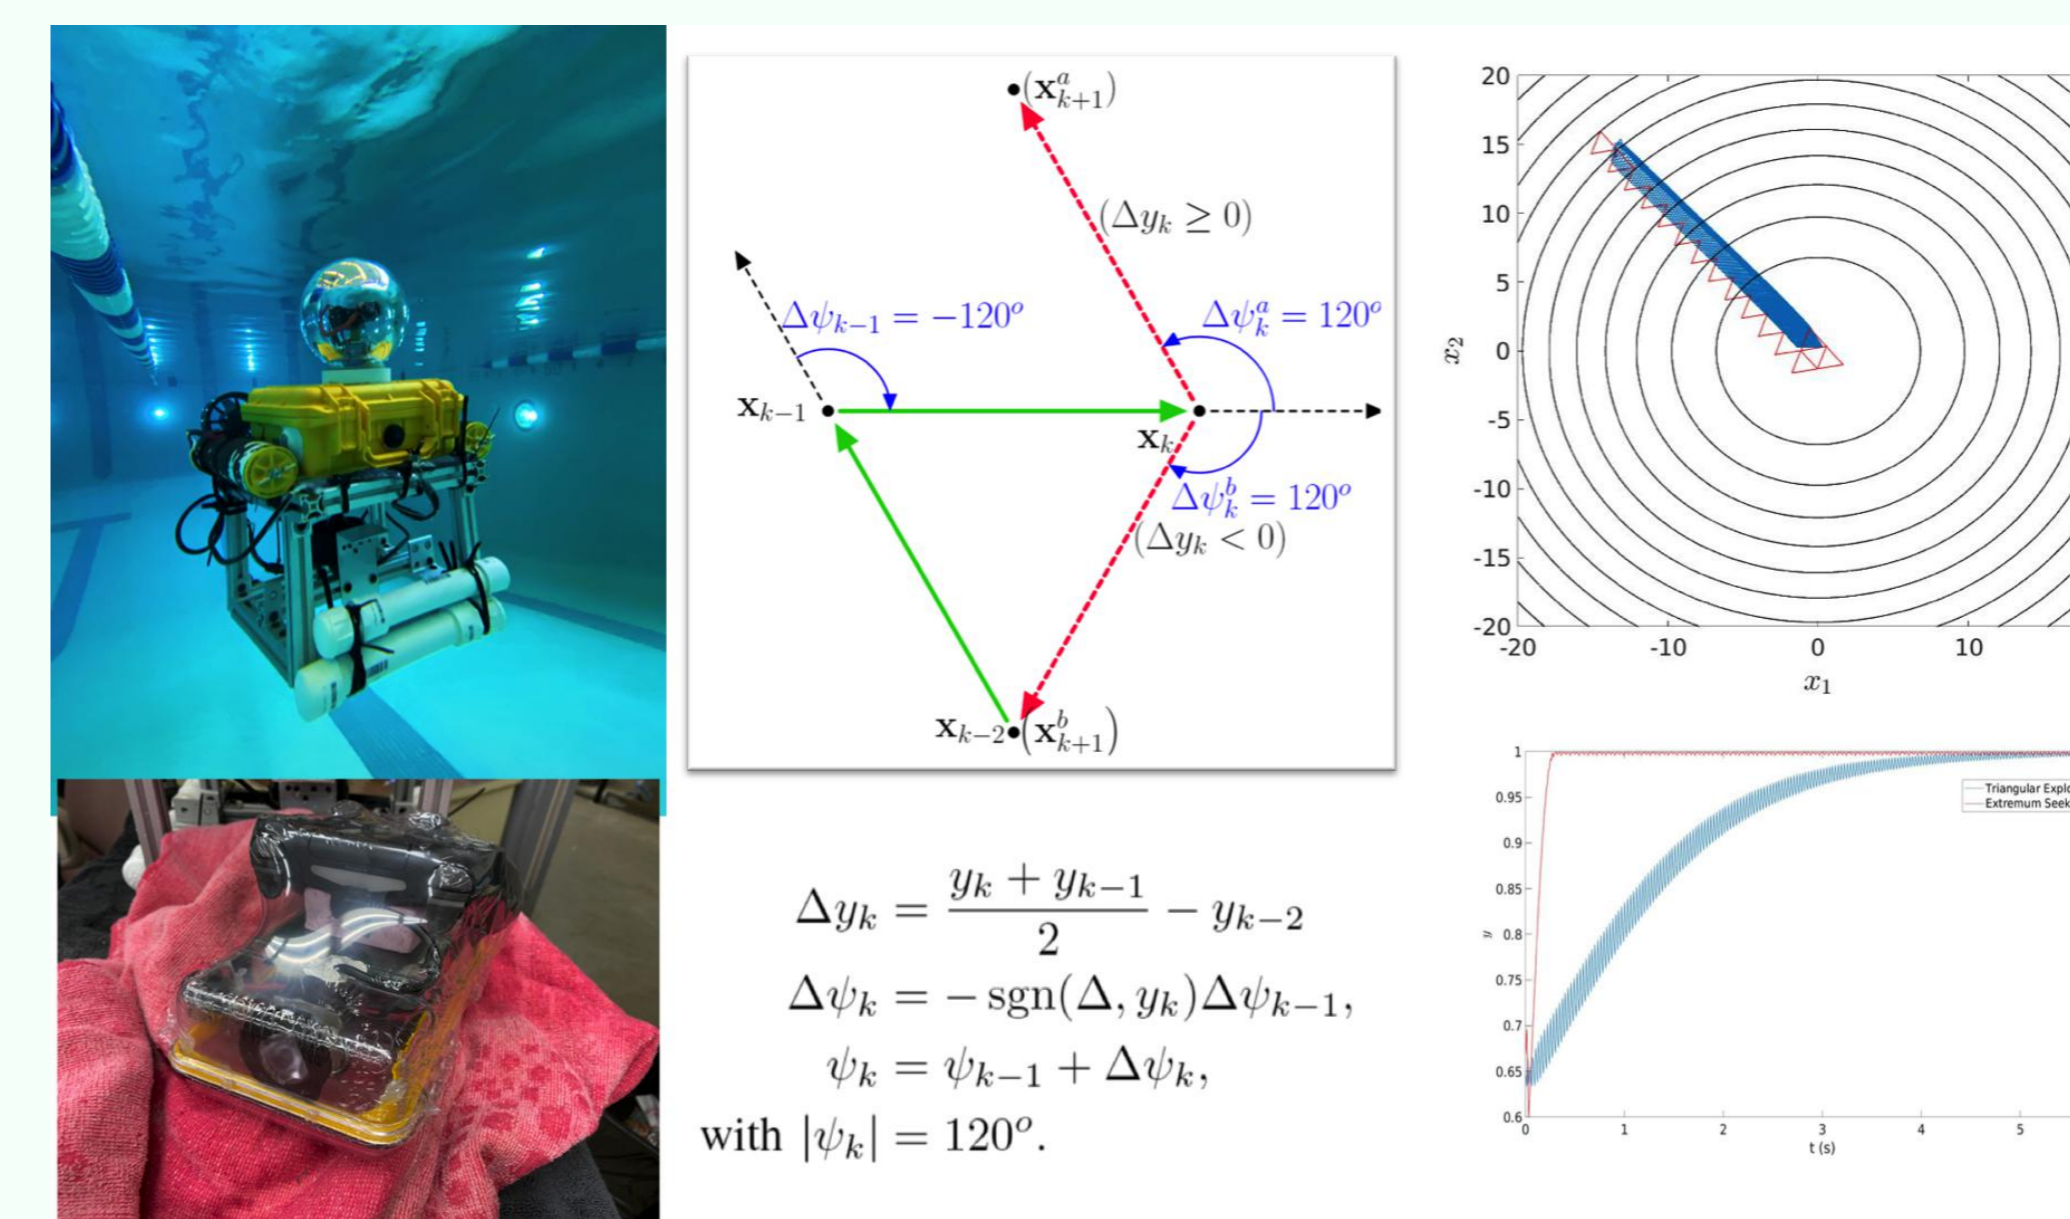 (x^a_{k+1})
(Δy_k ≥ 0)
Δψ_{k−1} = −120°
Δψ^a_k = 120°
x_{k−1}
x_k
Δψ^b_k = 120°
(Δy_k < 0)
x_{k−2} (x^b_{k+1})
Δy_k = (y_k + y_{k−1})/2 − y_{k−2}
Δψ_k = − sgn(Δ, y_k)Δψ_{k−1},
ψ_k = ψ_{k−1} + Δψ_k,
with |ψ_k| = 120°.
20
15
10
5
0
-5
-10
-15
-20
-20 -10 0 10
x_2
x_1
1
0.95
0.9
0.85
0.8
0.75
0.7
0.65
0.6
y
Triangular Explo
Extremum Seek
0 1 2 3 4 5
t (s)